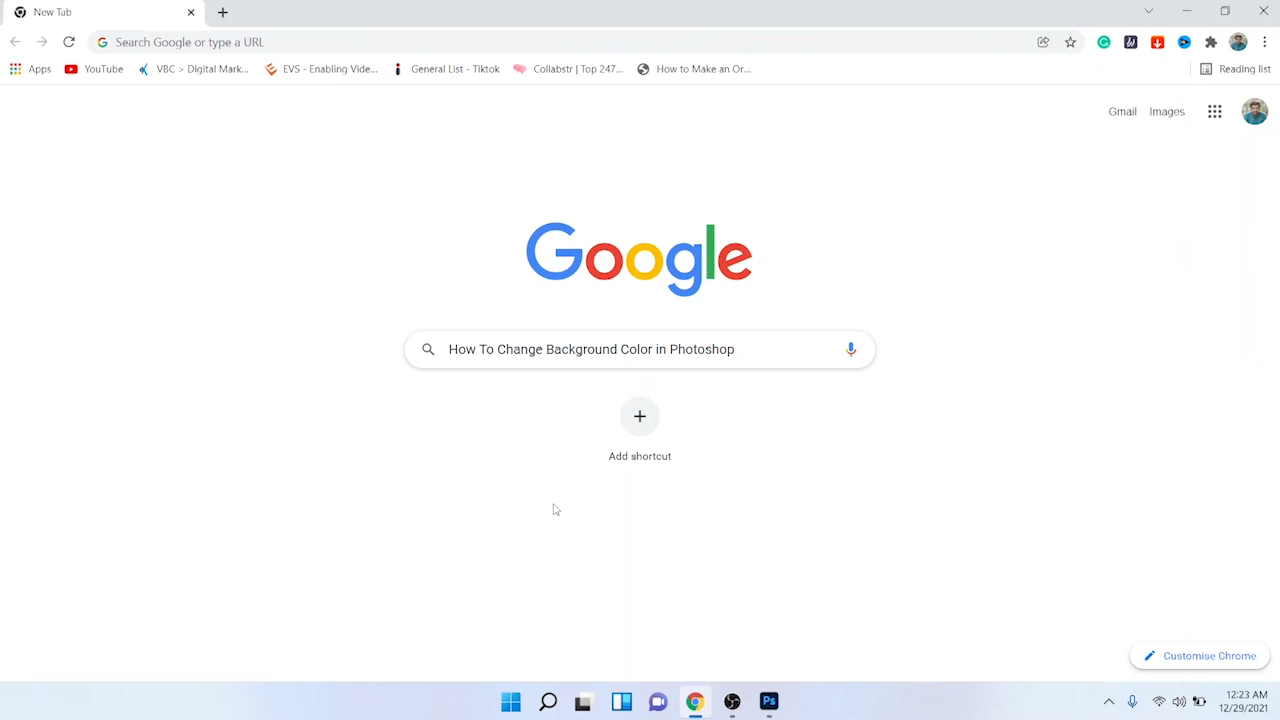 New Tab
Search Google or type a URL
Apps YouTube VBC > Digital Mark... EVS - Enabling VIde... General List - Tiktok Collabstr | Top 247... How to Make an Or... Reading list
Gmail Images
Google
How To Change Background Color in Photoshop
Add shortcut
Customise Chrome
Ps
12:23 AM
12/29/2021